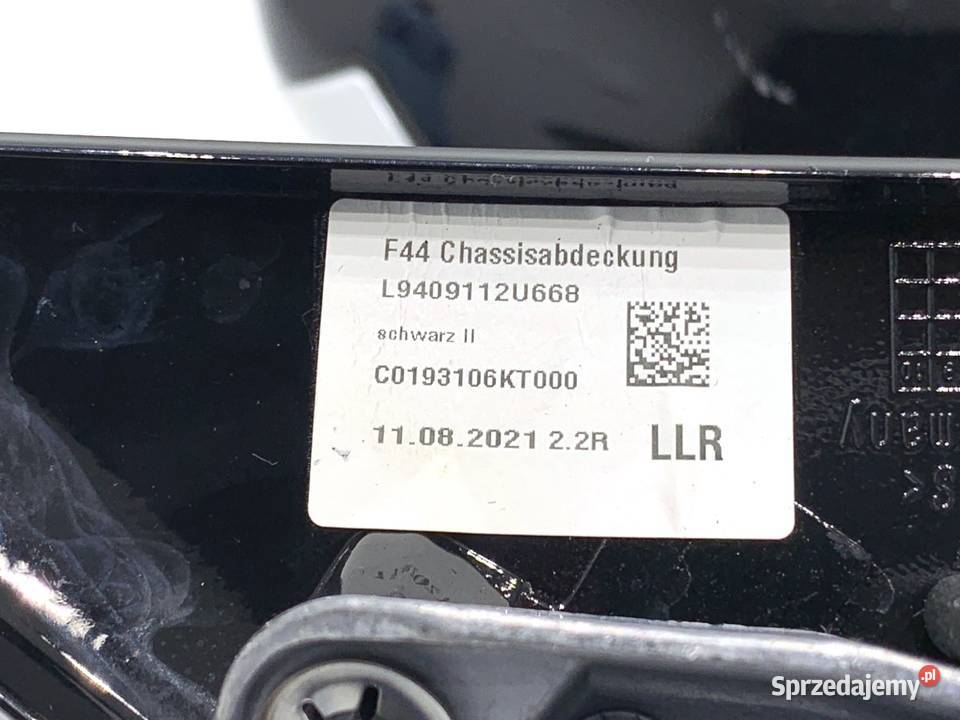 F44 Chassisabdeckung
L9409112U668
schwarz II
C0193106KT000
11.08.2021 2.2R LLR
Sprzedajemy.pl